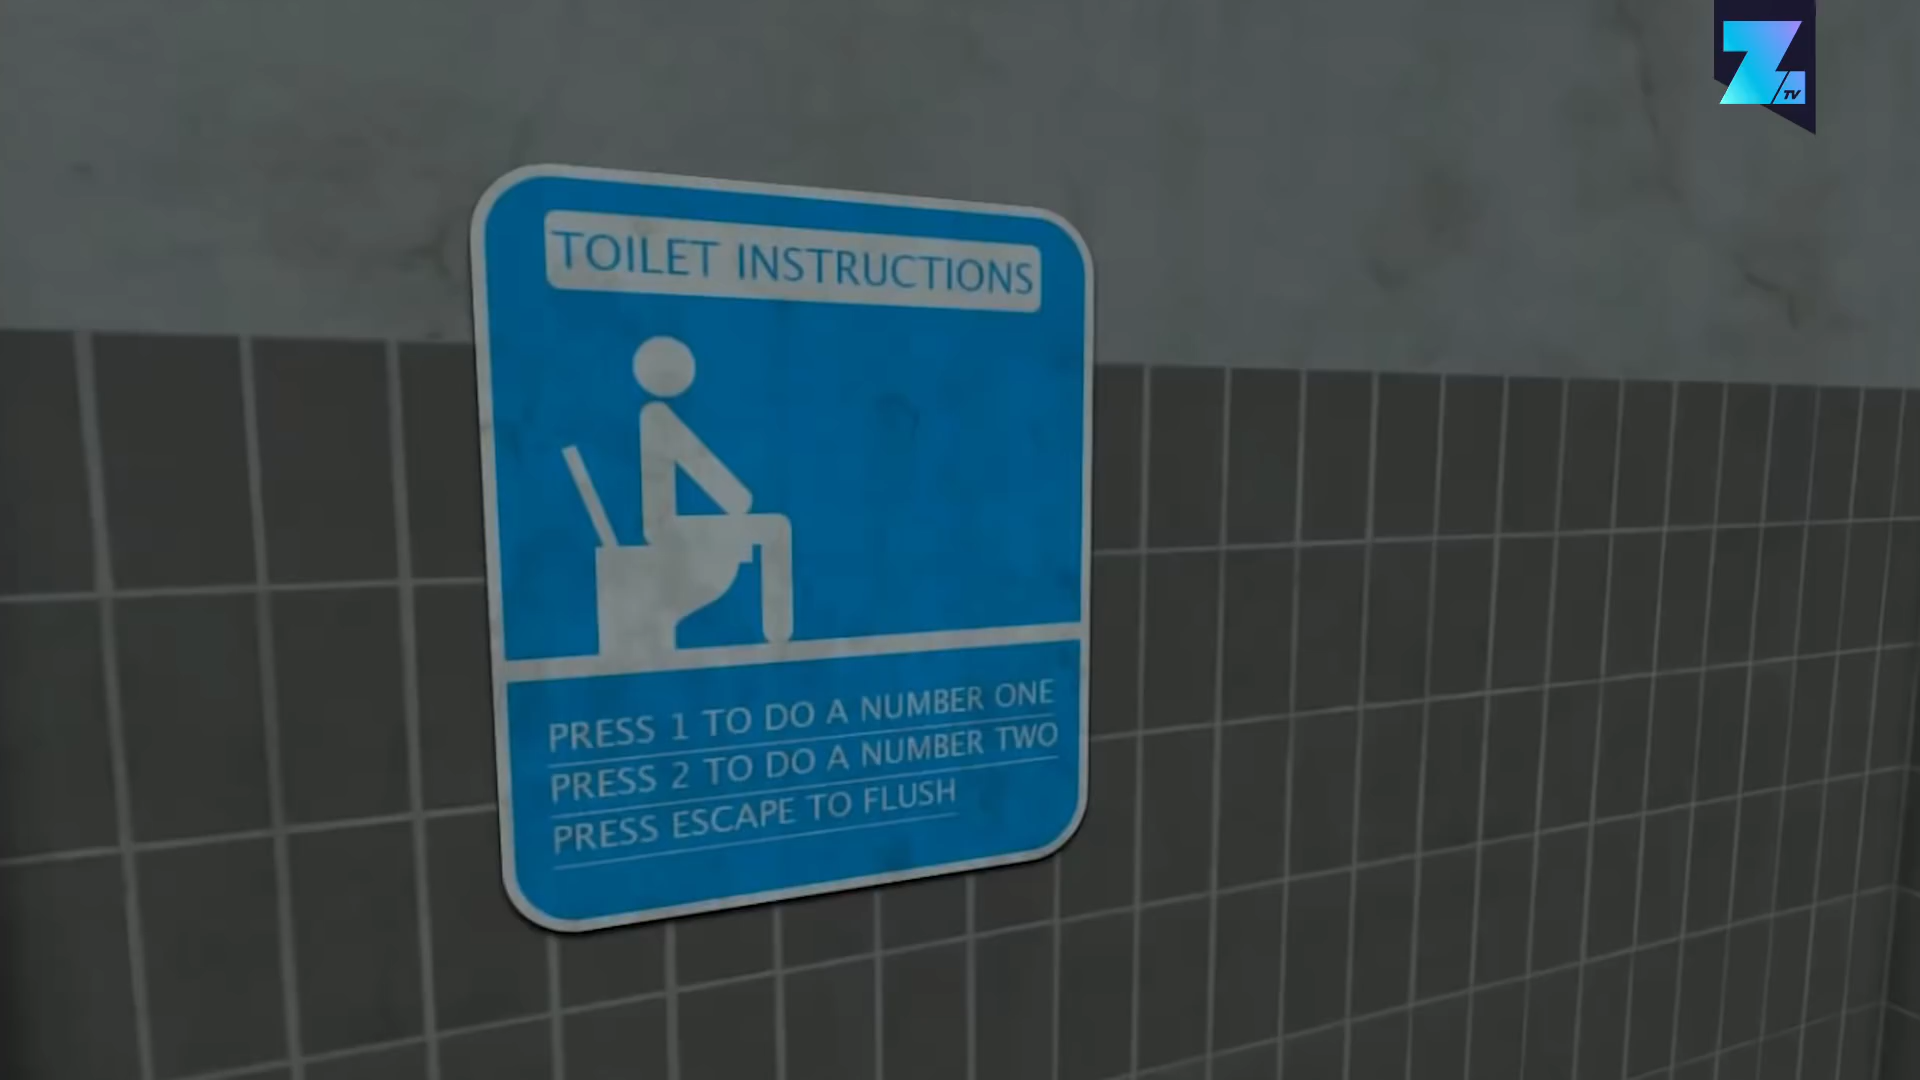 TV
TOILET INSTRUCTIONS
PRESS 1 TO DO A NUMBER ONE
PRESS 2 TO DO A NUMBER TWO
PRESS ESCAPE TO FLUSH